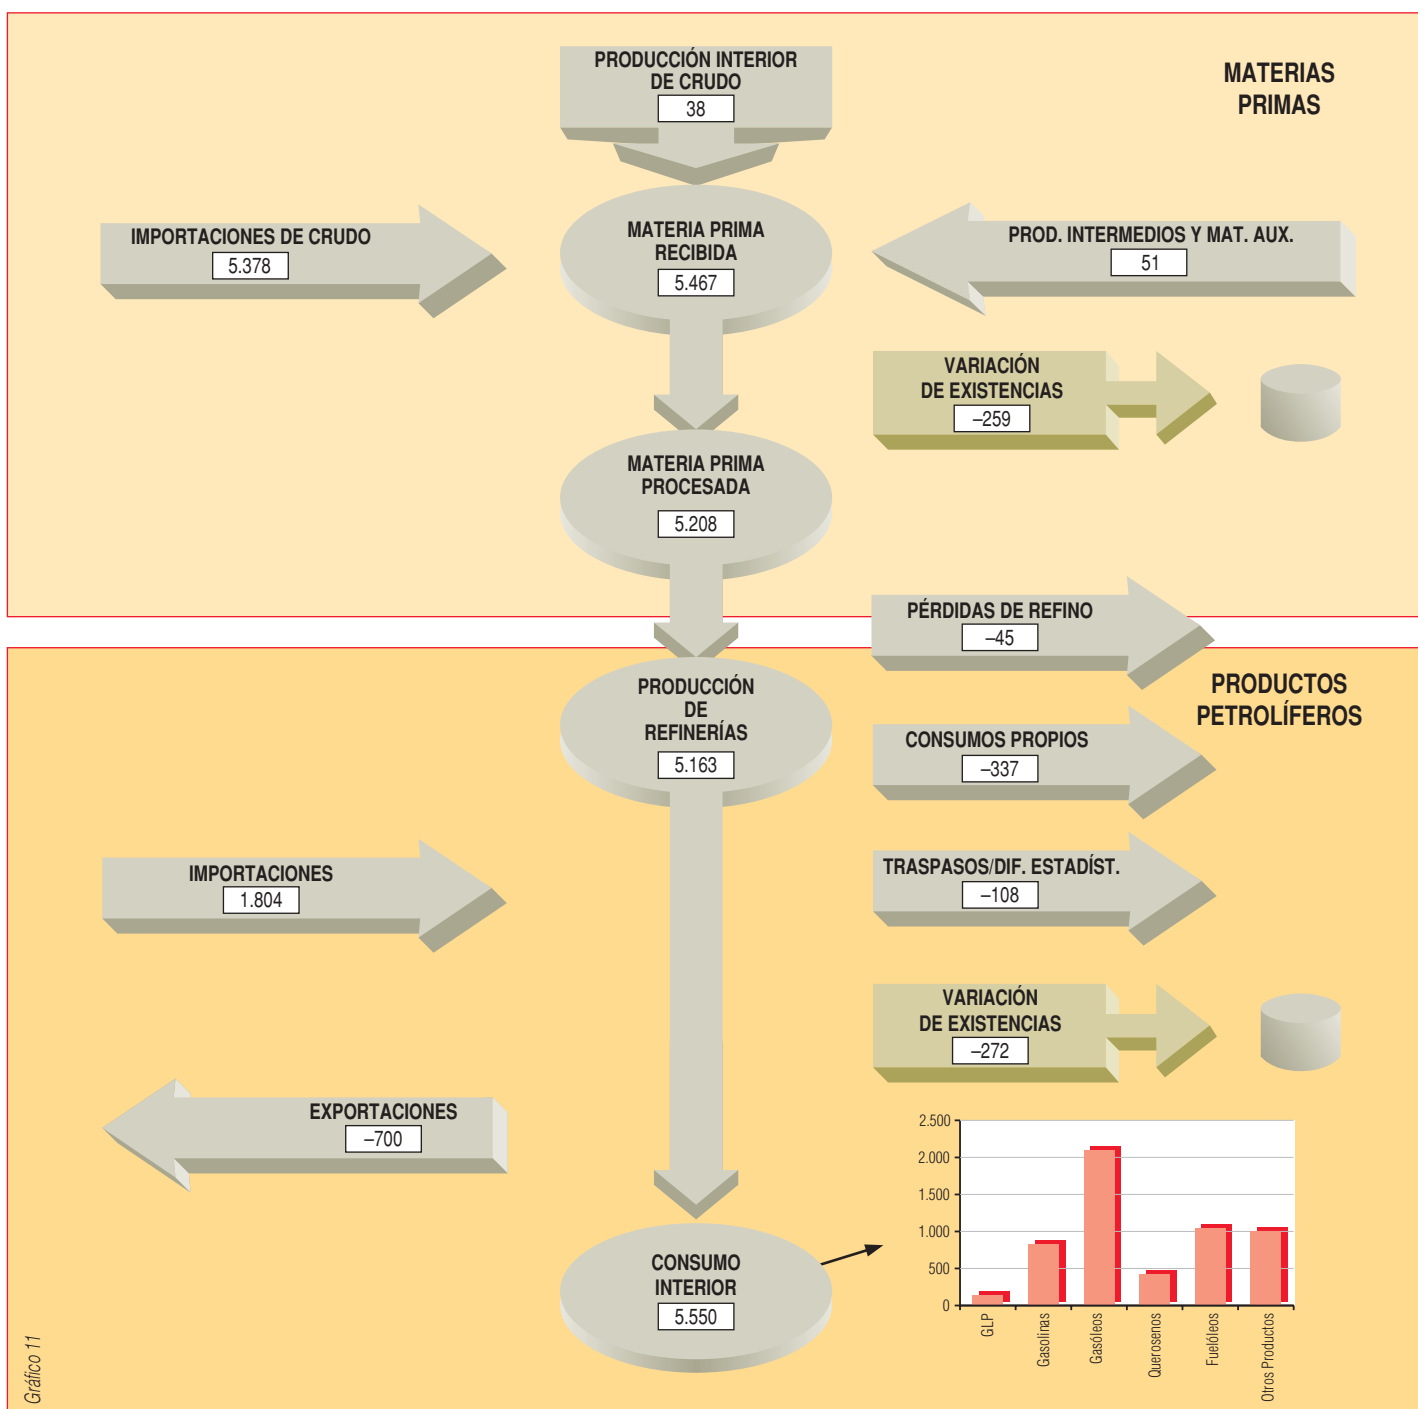 PRODUCCIÓN INTERIOR
DE CRUDO
38
MATERIAS
PRIMAS
IMPORTACIONES DE CRUDO
5.378
MATERIA PRIMA
RECIBIDA
5.467
PROD. INTERMEDIOS Y MAT. AUX.
51
VARIACIÓN
DE EXISTENCIAS
–259
MATERIA PRIMA
PROCESADA
5.208
PÉRDIDAS DE REFINO
–45
PRODUCTOS
PETROLÍFEROS
PRODUCCIÓN
DE
REFINERÍAS
5.163
CONSUMOS PROPIOS
–337
IMPORTACIONES
1.804
TRASPASOS/DIF. ESTADÍST.
–108
VARIACIÓN
DE EXISTENCIAS
–272
EXPORTACIONES
–700
CONSUMO
INTERIOR
5.550
2.500
2.000
1.500
1.000
500
0
GLP
Gasolinas
Gasóleos
Querosenos
Fuelóleos
Otros Productos
Gráfico 11